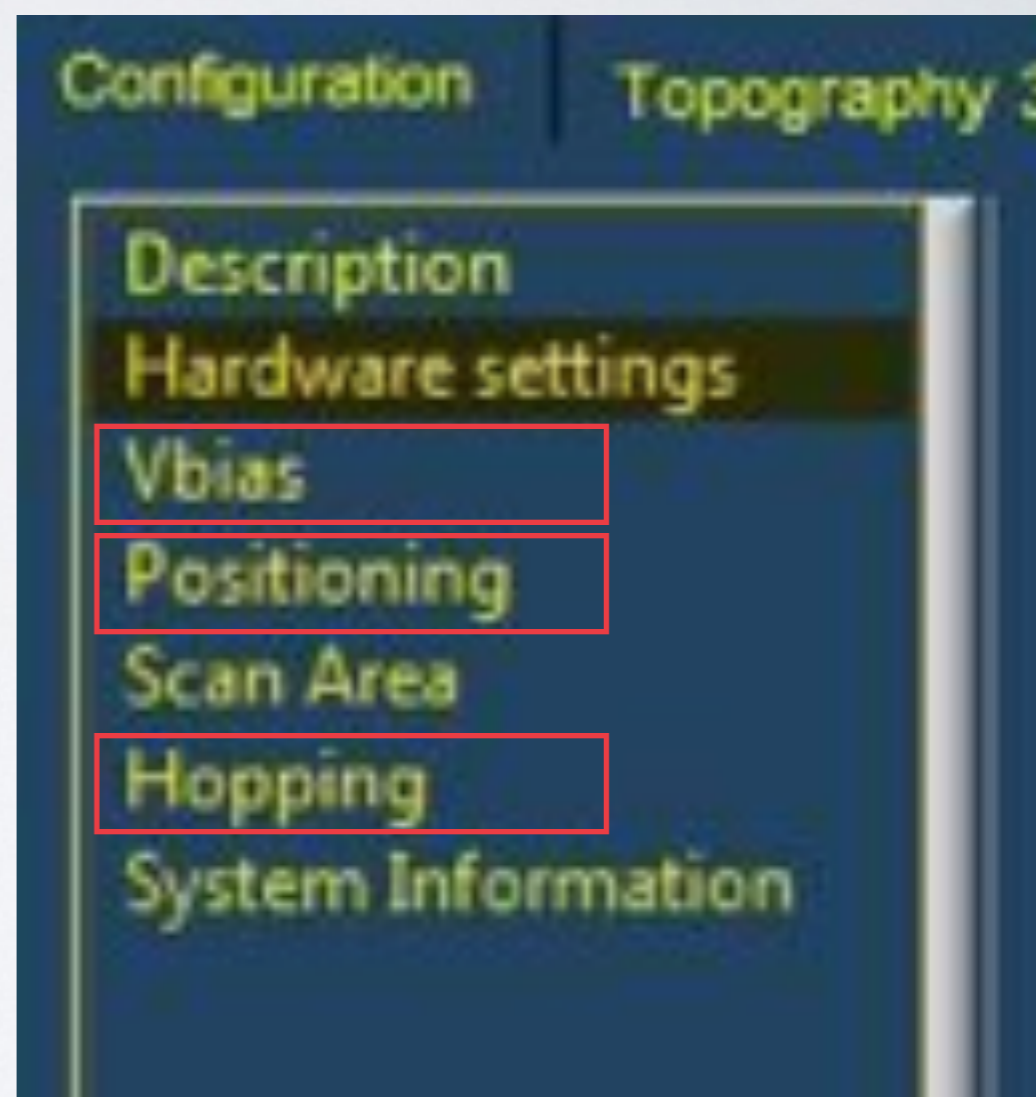 Configuration
Topography
Description
Hardware settings
Vbias
Positioning
Scan Area
Hopping
System Information